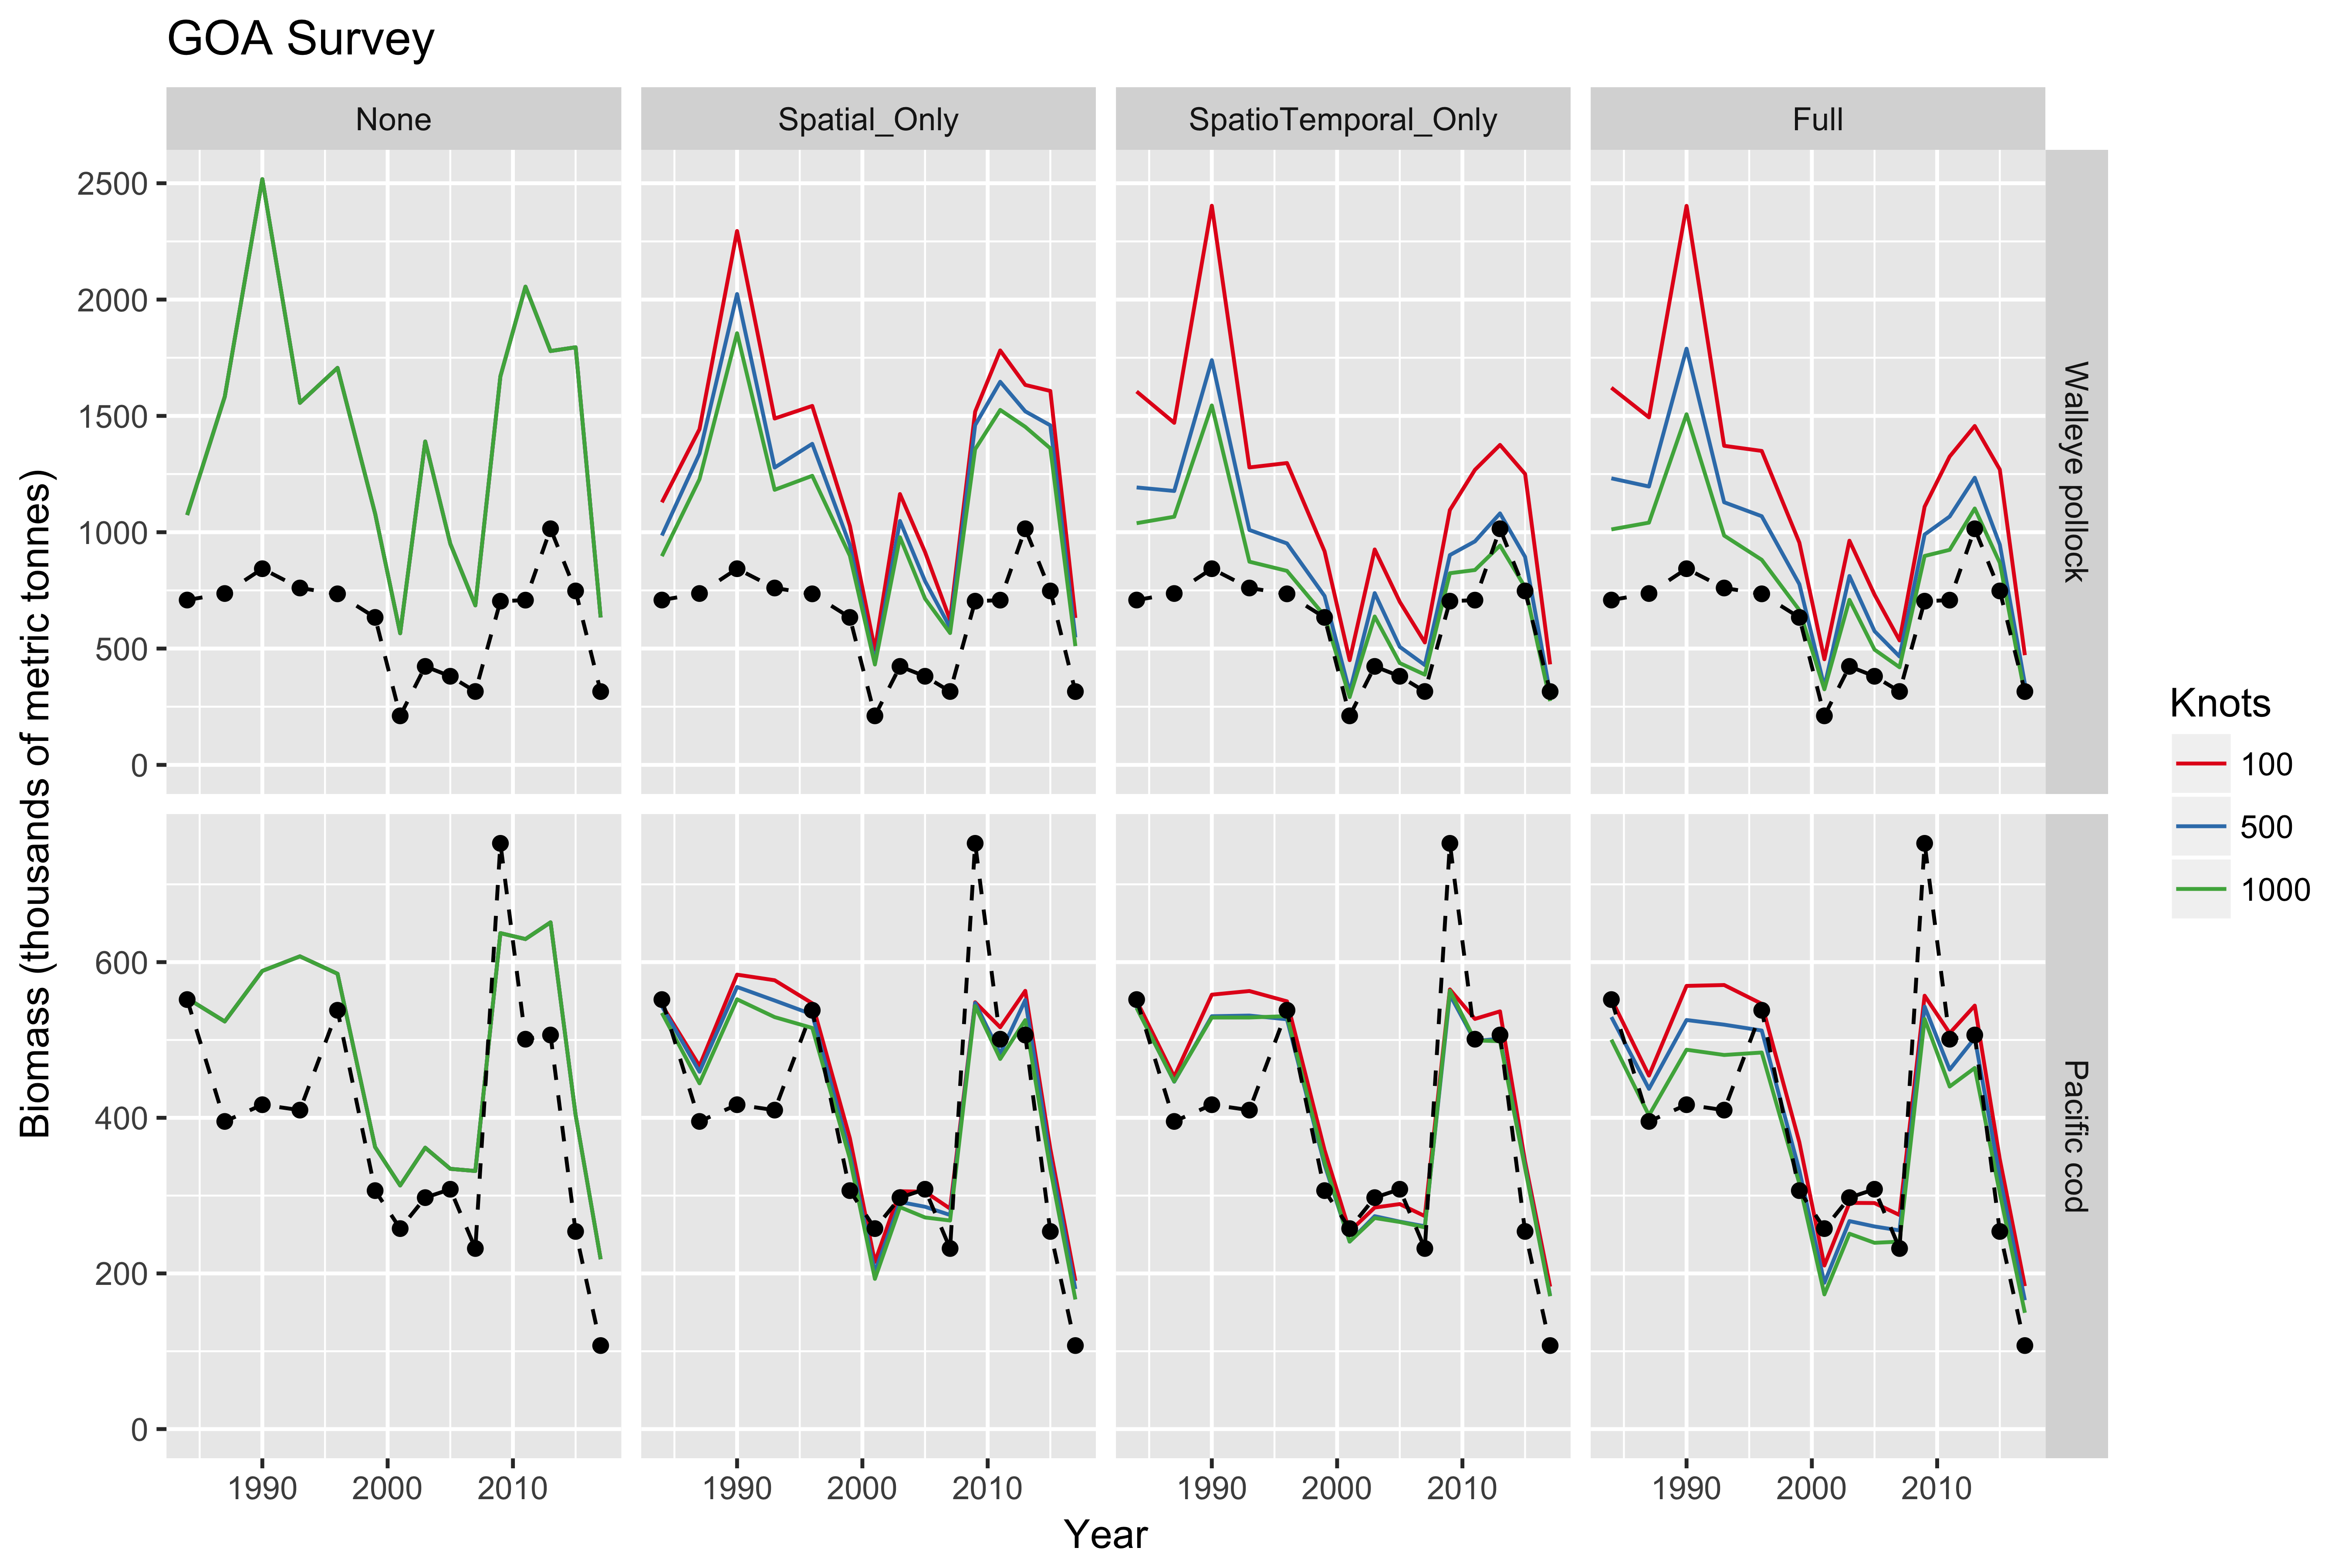 GOA Survey
None Spatial_Only SpatioTemporal_Only Full
2500
2000
1500
1000
500
0
Walleye pollock
600
400
200
0
Pacific cod
1990 2000 2010 1990 2000 2010 1990 2000 2010 1990 2000 2010
Year
Biomass (thousands of metric tonnes)
Knots
100
500
1000